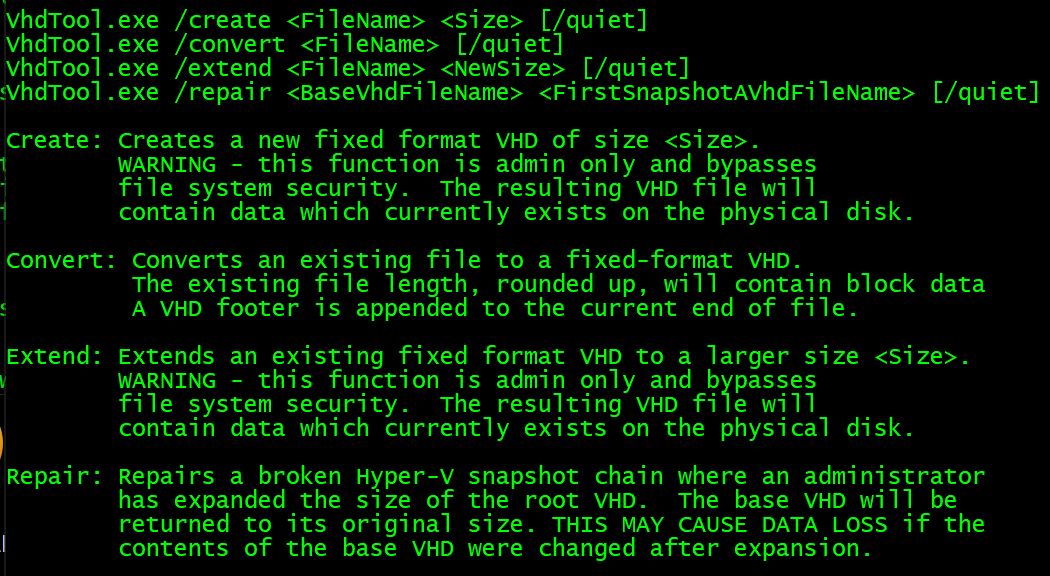 VhdTool.exe /create <FileName> <Size> [/quiet]
VhdTool.exe /convert <FileName> [/quiet]
VhdTool.exe /extend <FileName> <NewSize> [/quiet]
VhdTool.exe /repair <BaseVhdFileName> <FirstSnapshotAVhdFileName> [/quiet]

Create: Creates a new fixed format VHD of size <Size>.
        WARNING - this function is admin only and bypasses
        file system security.  The resulting VHD file will
        contain data which currently exists on the physical disk.

Convert: Converts an existing file to a fixed-format VHD.
         The existing file length, rounded up, will contain block data
         A VHD footer is appended to the current end of file.

Extend: Extends an existing fixed format VHD to a larger size <Size>.
        WARNING - this function is admin only and bypasses
        file system security.  The resulting VHD file will
        contain data which currently exists on the physical disk.

Repair: Repairs a broken Hyper-V snapshot chain where an administrator
        has expanded the size of the root VHD.  The base VHD will be
        returned to its original size. THIS MAY CAUSE DATA LOSS if the
        contents of the base VHD were changed after expansion.